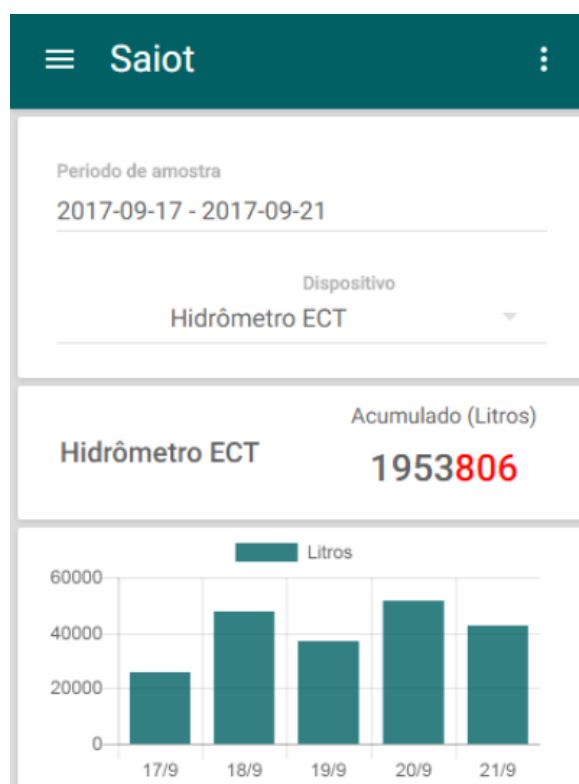 Saiot
Periodo de amostra
2017-09-17 - 2017-09-21
Dispositivo
Hidrômetro ECT
Acumulado (Litros)
Hidrômetro ECT
1953806
Litros
60000
40000
20000
0
17/9 18/9 19/9 20/9 21/9